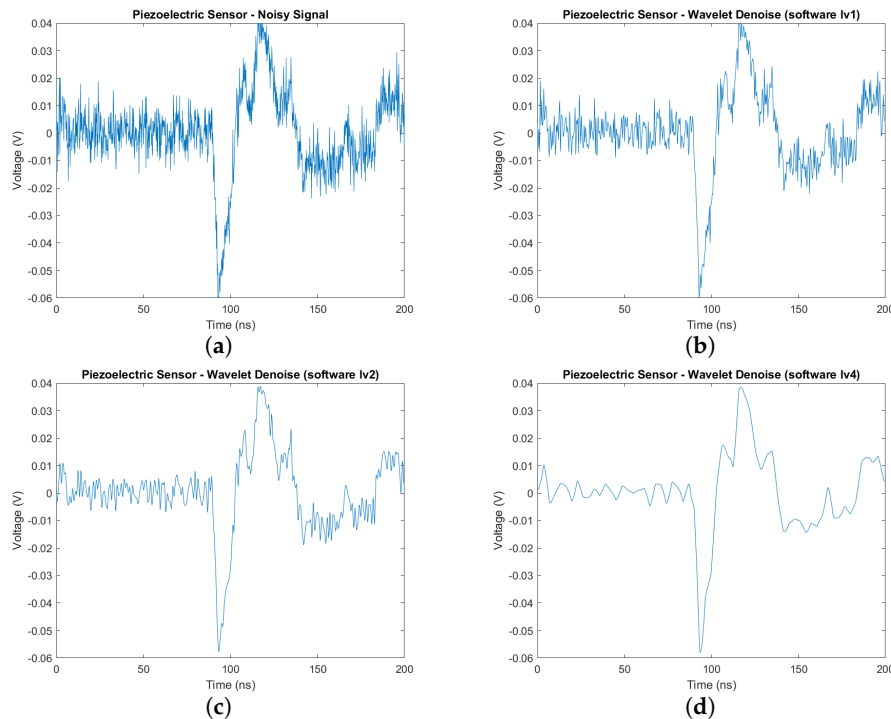 Piezoelectric Sensor - Noisy Signal
0.04
0.03
0.02
0.01
0
-0.01
-0.02
-0.03
-0.04
-0.05
-0.06
Voltage (V)
0 50 100 150 200
Time (ns)
(a)
Piezoelectric Sensor - Wavelet Denoise (software lv1)
0.04
0.03
0.02
0.01
0
-0.01
-0.02
-0.03
-0.04
-0.05
-0.06
Voltage (V)
0 50 100 150 200
Time (ns)
(b)
Piezoelectric Sensor - Wavelet Denoise (software lv2)
0.04
0.03
0.02
0.01
0
-0.01
-0.02
-0.03
-0.04
-0.05
-0.06
Voltage (V)
0 50 100 150 200
Time (ns)
(c)
Piezoelectric Sensor - Wavelet Denoise (software lv4)
0.04
0.03
0.02
0.01
0
-0.01
-0.02
-0.03
-0.04
-0.05
-0.06
Voltage (V)
0 50 100 150 200
Time (ns)
(d)